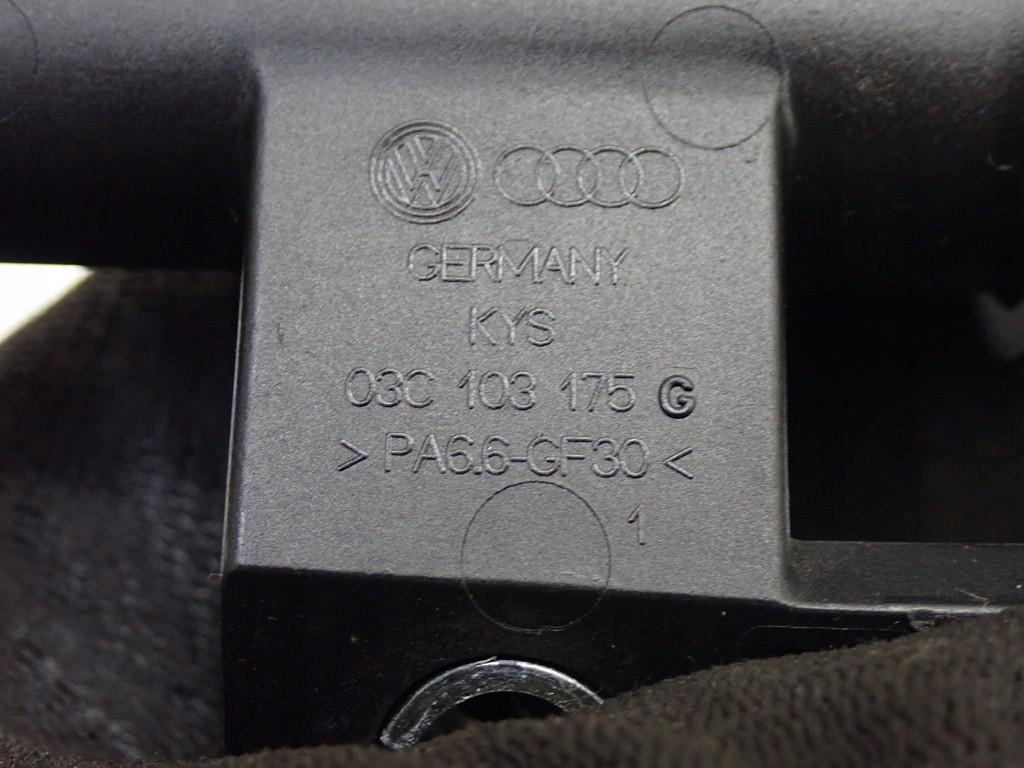 GERMANY
KYS
03C 103 175 G
>PA6.6-GF30<
1